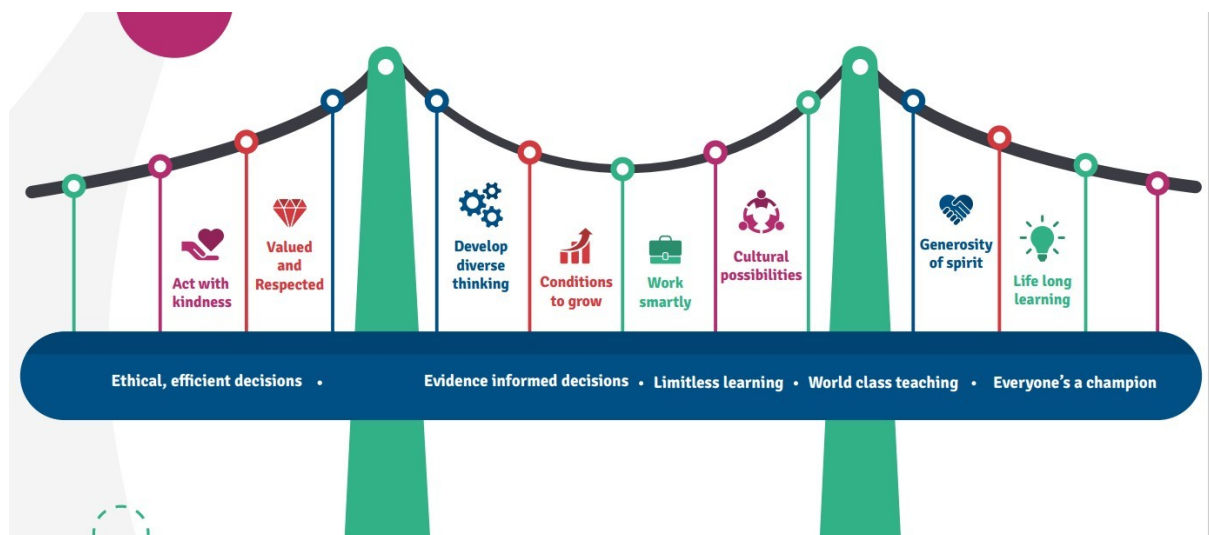 Act with
kindness
Valued
and
Respected
Develop
diverse
thinking
Conditions
to grow
Work
smartly
Cultural
possibilities
Generosity
of spirit
Life long
learning
Ethical, efficient decisions • Evidence informed decisions • Limitless learning • World class teaching • Everyone’s a champion